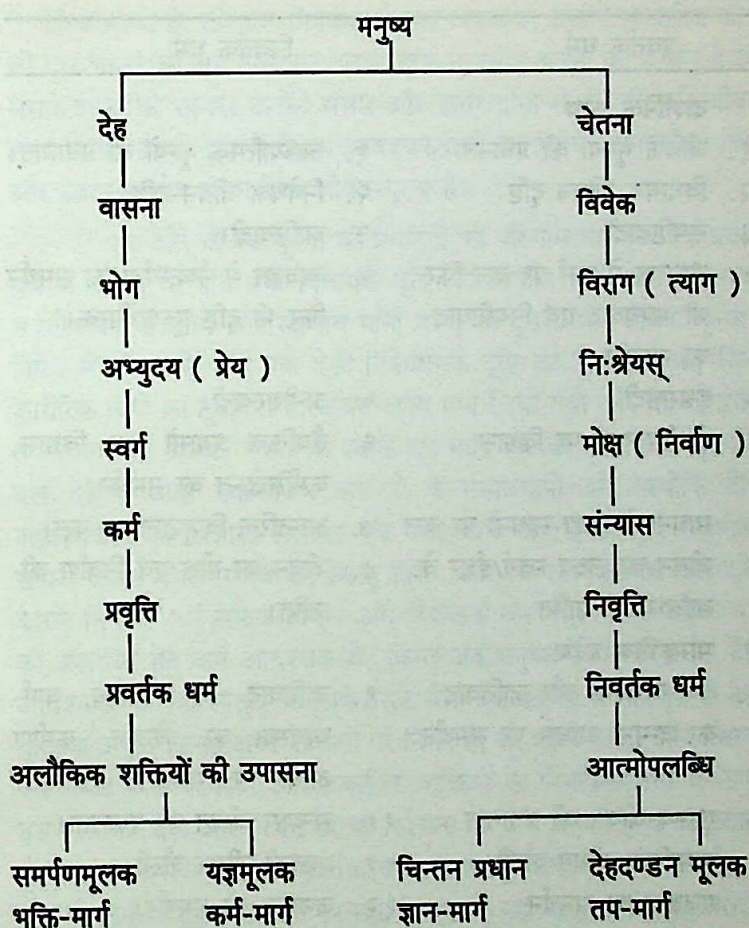 मनुष्य
देह
चेतना
वासना
विवेक
भोग
विराग ( त्याग )
अभ्युदय ( प्रेय )
नि:श्रेयस्
स्वर्ग
मोक्ष ( निर्वाण )
कर्म
संन्यास
प्रवृत्ति
निवृत्ति
प्रवर्तक धर्म
निवर्तक धर्म
अलौकिक शक्तियों की उपासना
आत्मोपलब्धि
समर्पणमूलक
भक्ति-मार्ग
यज्ञमूलक
कर्म-मार्ग
चिन्तन प्रधान
ज्ञान-मार्ग
देहदण्डन मूलक
तप-मार्ग